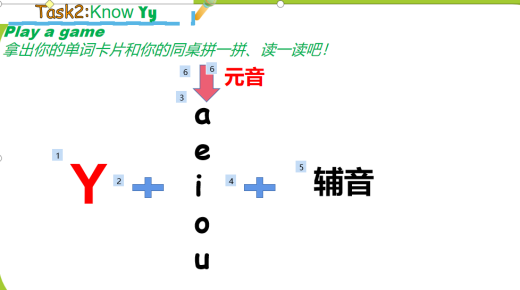 Task2:Know Yy
Play a game
拿出你的单词卡片和你的同桌拼一拼、读一读吧！
6 6 元音
3
a
e
1 Y 2 i 4 5 辅音
o
u